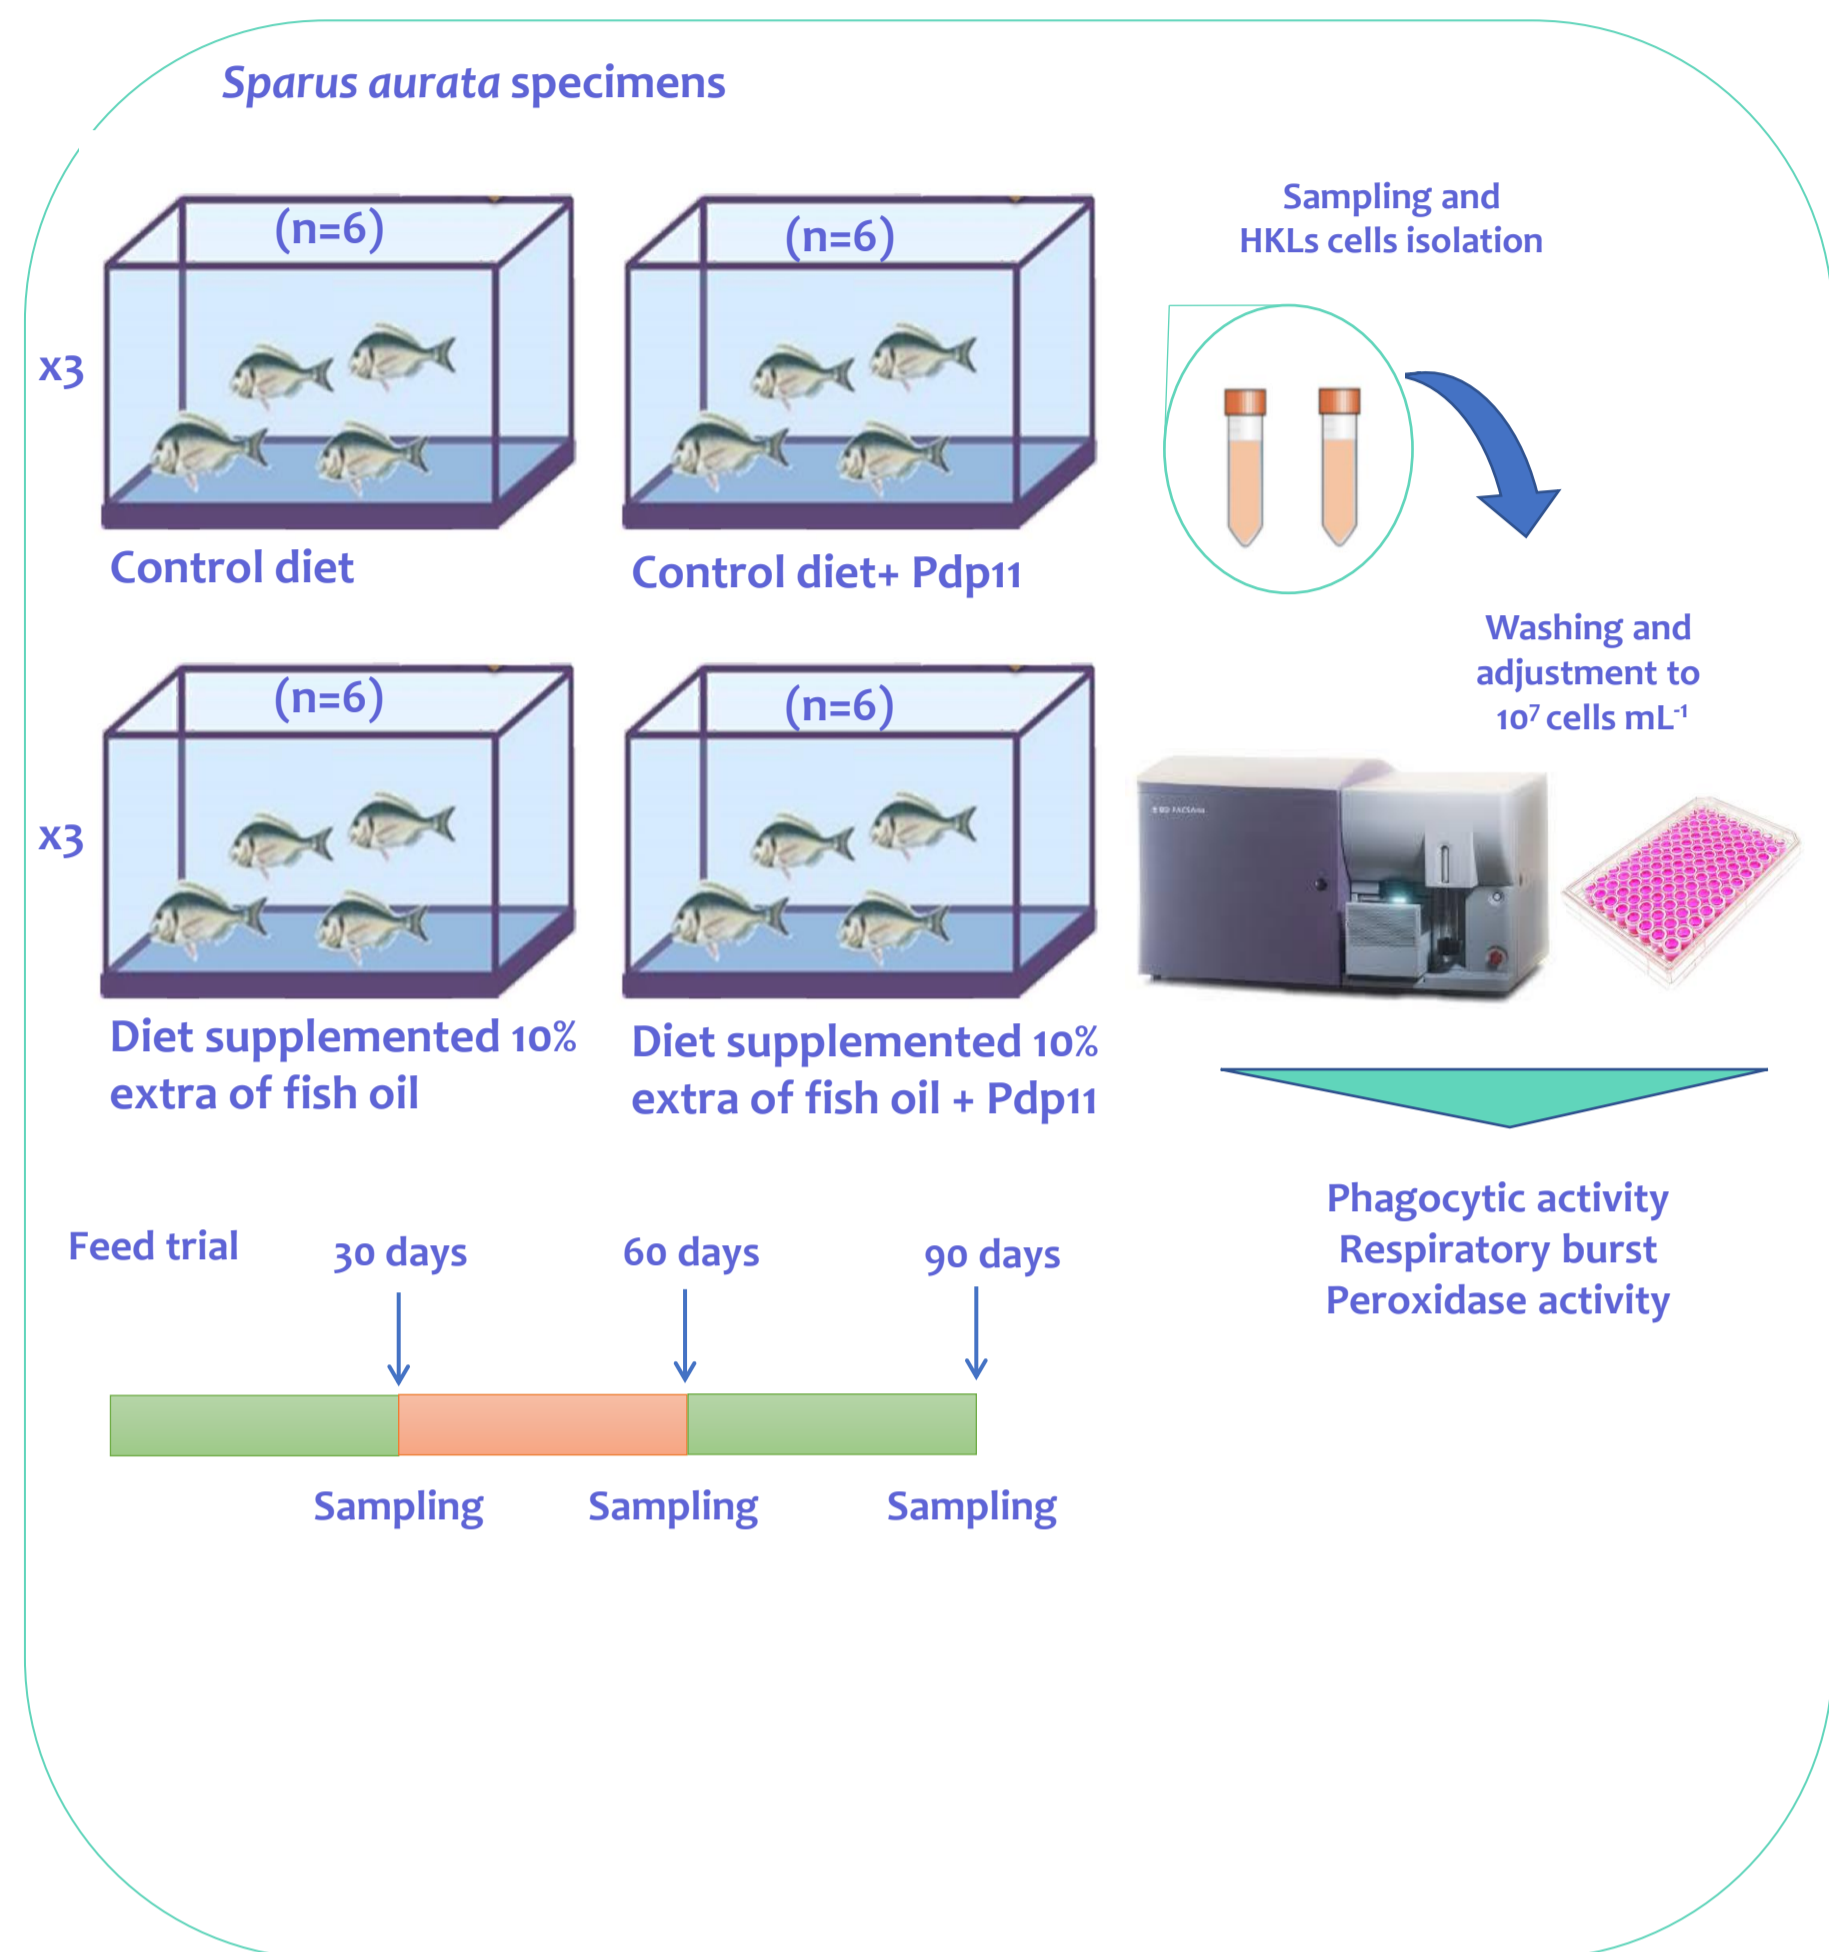 Sparus aurata specimens
(n=6)
(n=6)
x3
Control diet
Control diet+ Pdp11
(n=6)
(n=6)
x3
Diet supplemented 10%
extra of fish oil
Diet supplemented 10%
extra of fish oil + Pdp11
Feed trial
30 days
60 days
90 days
Sampling
Sampling
Sampling
Sampling and
HKLs cells isolation
Washing and
adjustment to
10⁷ cells mL⁻¹
BD FACSAria
Phagocytic activity
Respiratory burst
Peroxidase activity